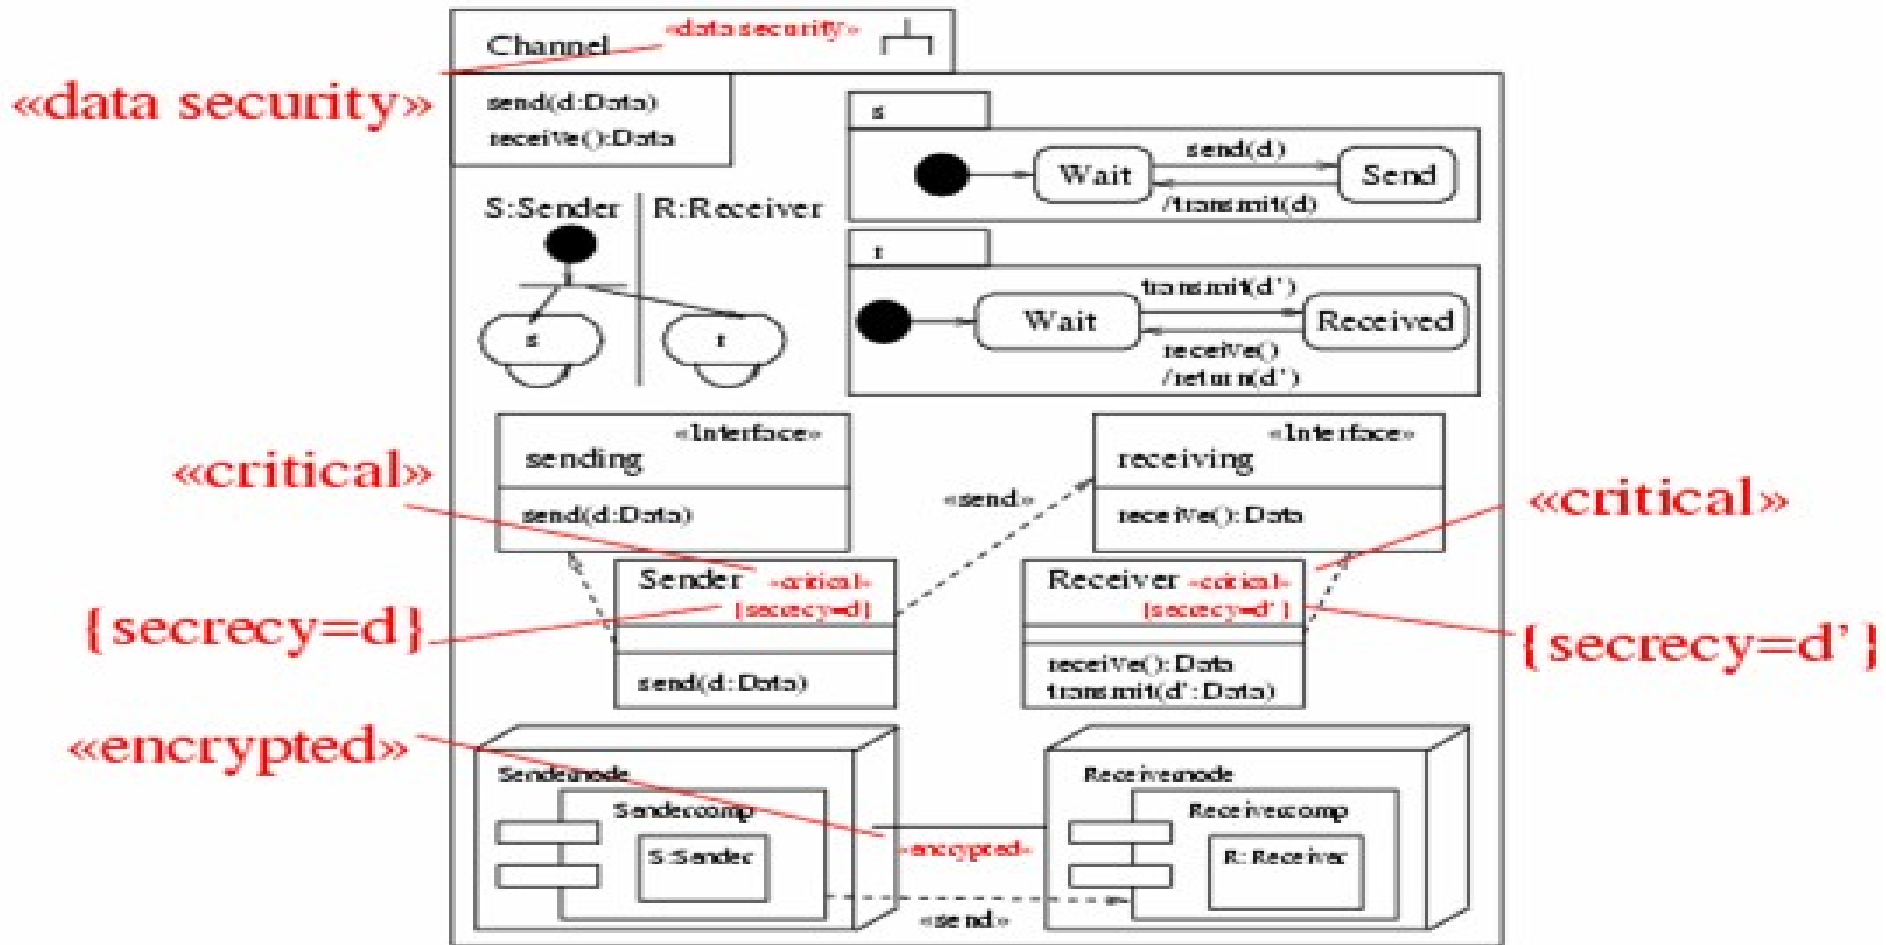 Channel «data security»
«data security»
send(d:Data)
receive():Data
s
Wait
send(d)
Send
/transmit(d)
S:Sender
R:Receiver
s
r
r
Wait
transmit(d')
Received
receive()
/return(d')
«Interface»
sending
send(d:Data)
«Interface»
receiving
receive():Data
«send»
«critical»
«critical»
Sender «critical»
{secrecy=d}
send(d:Data)
Receiver «critical»
{secrecy=d'}
receive():Data
transmit(d':Data)
{secrecy=d}
{secrecy=d'}
«encrypted»
Sendernode
Sendercomp
S:Sender
«encrypted»
«send»
Receivernode
Receivercomp
R:Receiver